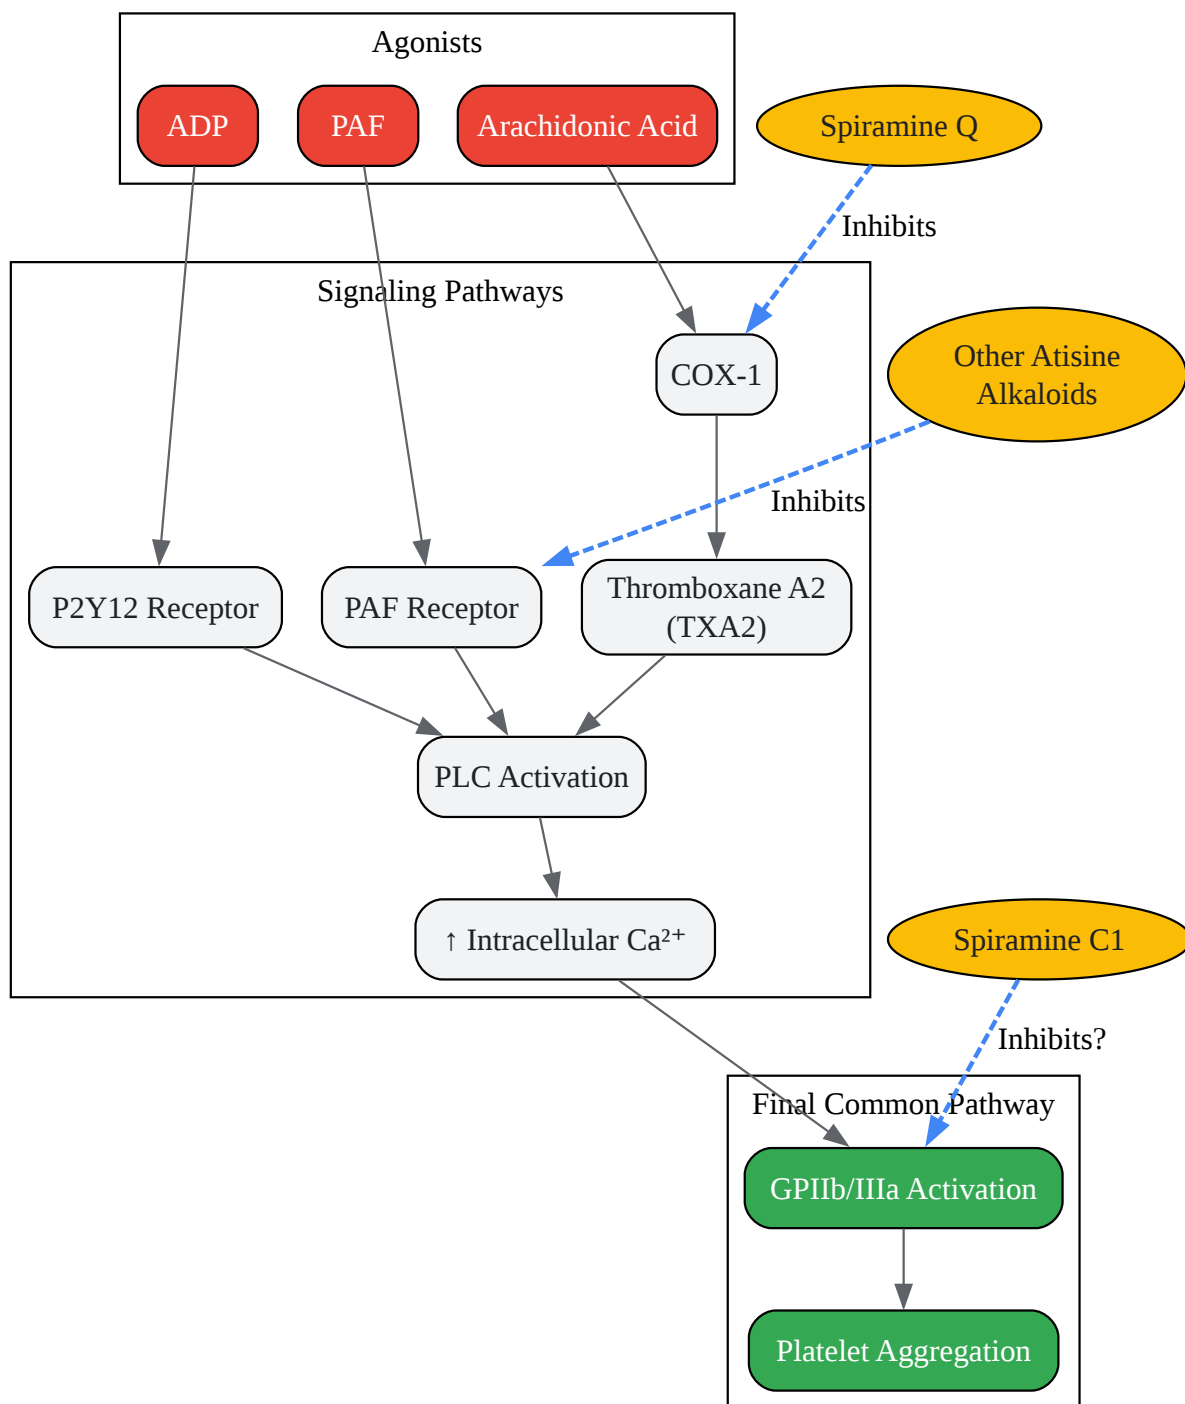 Agonists
ADP
PAF
Arachidonic Acid
Spiramine Q
Inhibits
Signaling Pathways
COX-1
Other Atisine
Alkaloids
Inhibits
P2Y12 Receptor
PAF Receptor
Thromboxane A2
(TXA2)
PLC Activation
↑ Intracellular Ca²⁺
Spiramine C1
Inhibits?
Final Common Pathway
GPIIb/IIIa Activation
Platelet Aggregation